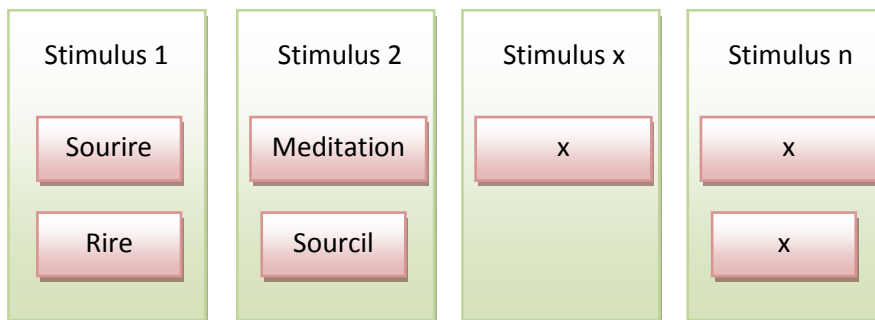 Stimulus 1
Sourire
Rire
Stimulus 2
Meditation
Sourcil
Stimulus x
x
Stimulus n
x
x